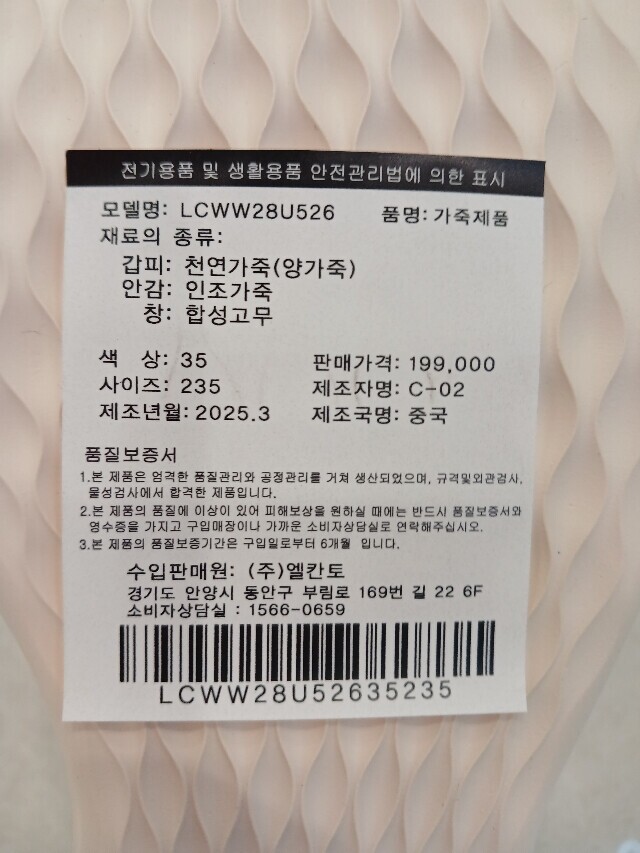 전기용품 및 생활용품 안전관리법에 의한 표시
모델명: LCWW28U526 품명: 가죽제품
재료의 종류:
갑피: 천연가죽(양가죽)
안감: 인조가죽
창: 합성고무
색 상: 35 판매가격: 199,000
사이즈: 235 제조자명: C-02
제조년월: 2025.3 제조국명: 중국
품질보증서
1.본 제품은 엄격한 품질관리와 공정관리를 거쳐 생산되었으며, 규격및외관검사,
물성검사에서 합격한 제품입니다.
2.본 제품의 품질에 이상이 있어 피해보상을 원하실 때에는 반드시 품질보증서와
영수증을 가지고 구입매장이나 가까운 소비자상담실로 연락해주십시오.
3.본 제품의 품질보증기간은 구입일로부터 6개월 입니다.
수입판매원: (주)엘칸토
경기도 안양시 동안구 부림로 169번 길 22 6F
소비자상담실 : 1566-0659
LCWW28U52635235